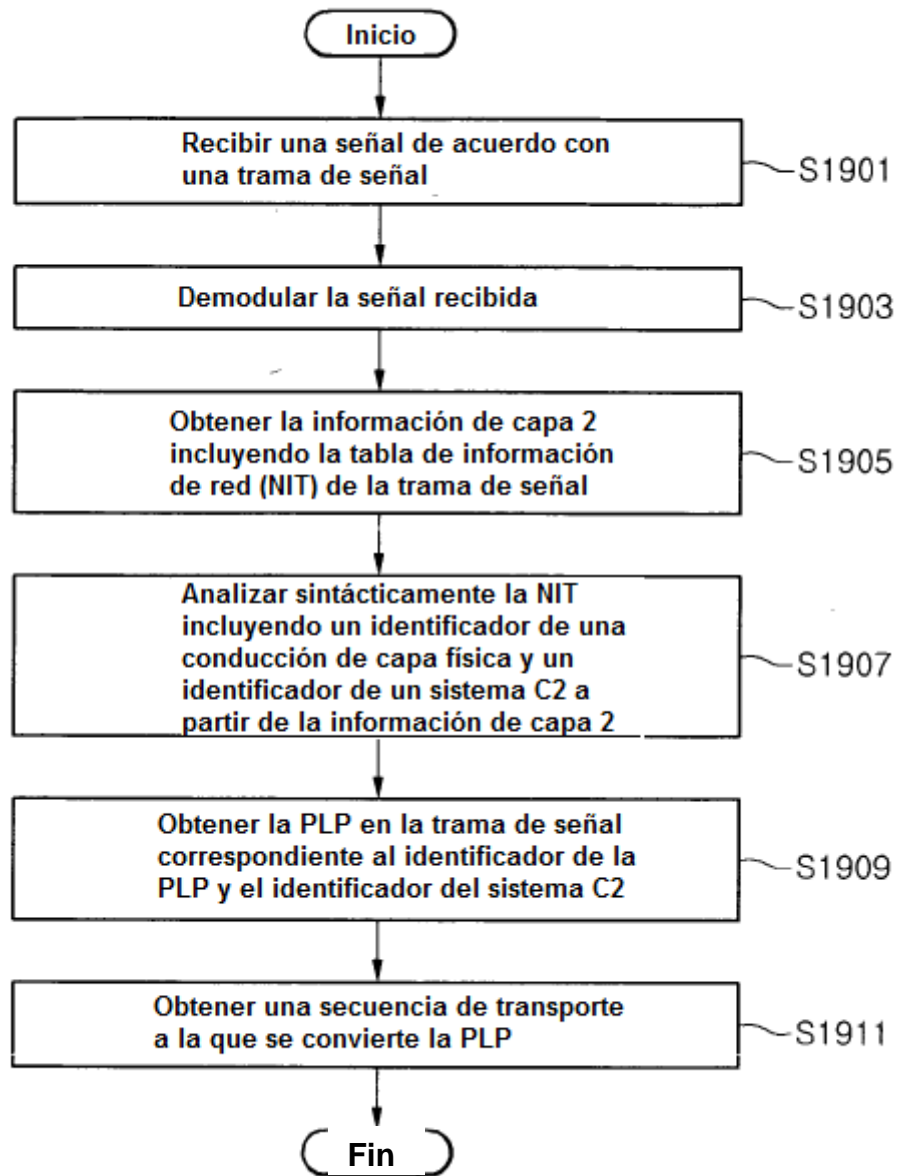 Inicio
Recibir una señal de acuerdo con
una trama de señal
S1901
Demodular la señal recibida
S1903
Obtener la información de capa 2
incluyendo la tabla de información
de red (NIT) de la trama de señal
S1905
Analizar sintácticamente la NIT
incluyendo un identificador de una
conducción de capa física y un
identificador de un sistema C2 a
partir de la información de capa 2
S1907
Obtener la PLP en la trama de señal
correspondiente al identificador de la
PLP y el identificador del sistema C2
S1909
Obtener una secuencia de transporte
a la que se convierte la PLP
S1911
Fin